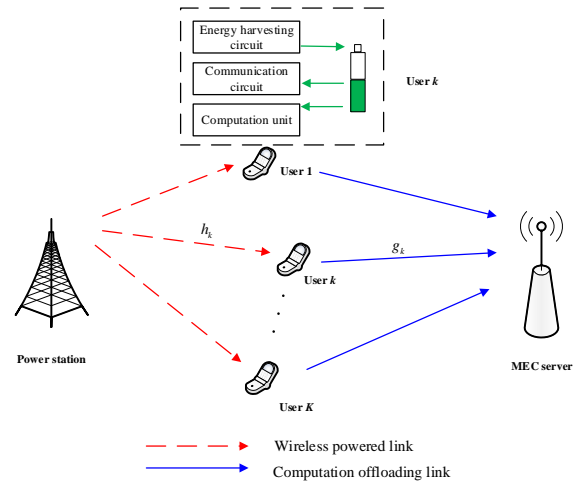 Energy harvesting
circuit
Communication
circuit
Computation unit
User k
User 1
h_k
User k
g_k
Power station
MEC server
User K
Wireless powered link
Computation offloading link